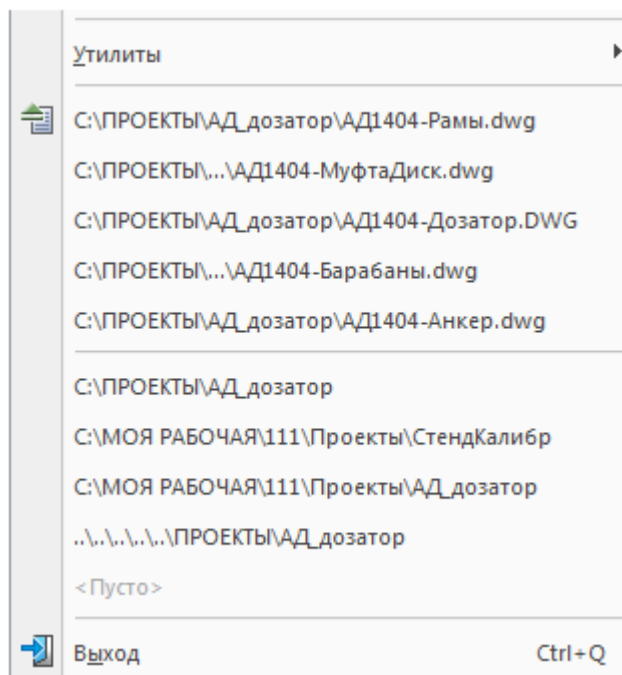 Утилиты
C:\ПРОЕКТЫ\АД_дозатор\АД1404-Рамы.dwg
C:\ПРОЕКТЫ\...\АД1404-МуфтаДиск.dwg
C:\ПРОЕКТЫ\АД_дозатор\АД1404-Дозатор.DWG
C:\ПРОЕКТЫ\...\АД1404-Барабаны.dwg
C:\ПРОЕКТЫ\АД_дозатор\АД1404-Анкер.dwg
C:\ПРОЕКТЫ\АД_дозатор
C:\МОЯ РАБОЧАЯ\111\Проекты\СтендКалибр
C:\МОЯ РАБОЧАЯ\111\Проекты\АД_дозатор
..\..\..\..\..\ПРОЕКТЫ\АД_дозатор
<Пусто>
Выход Ctrl+Q